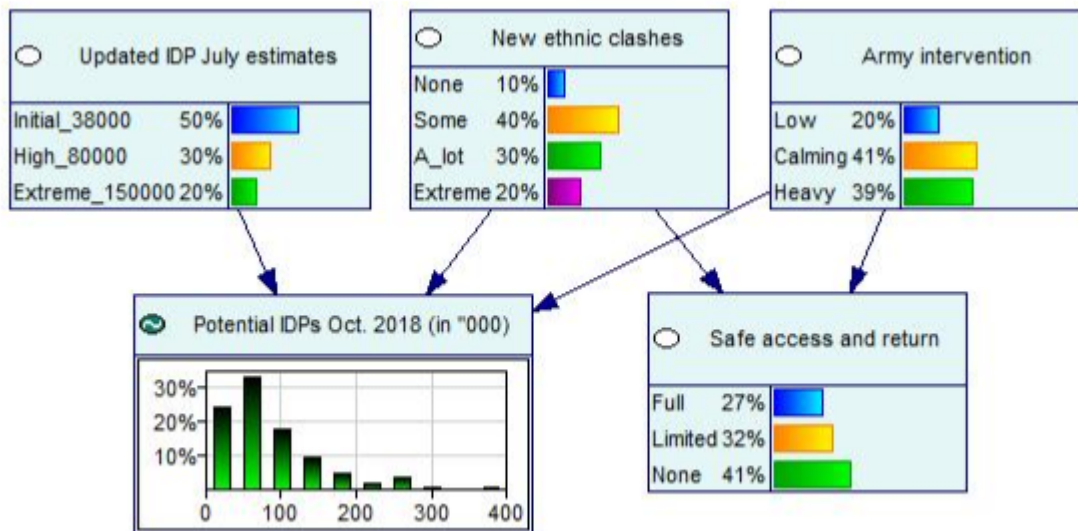 Updated IDP July estimates
Initial_38000 50%
High_80000 30%
Extreme_150000 20%
New ethnic clashes
None 10%
Some 40%
A_lot 30%
Extreme 20%
Army intervention
Low 20%
Calming 41%
Heavy 39%
Potential IDPs Oct. 2018 (in "000)
30%
20%
10%
0 100 200 300 400
Safe access and return
Full 27%
Limited 32%
None 41%